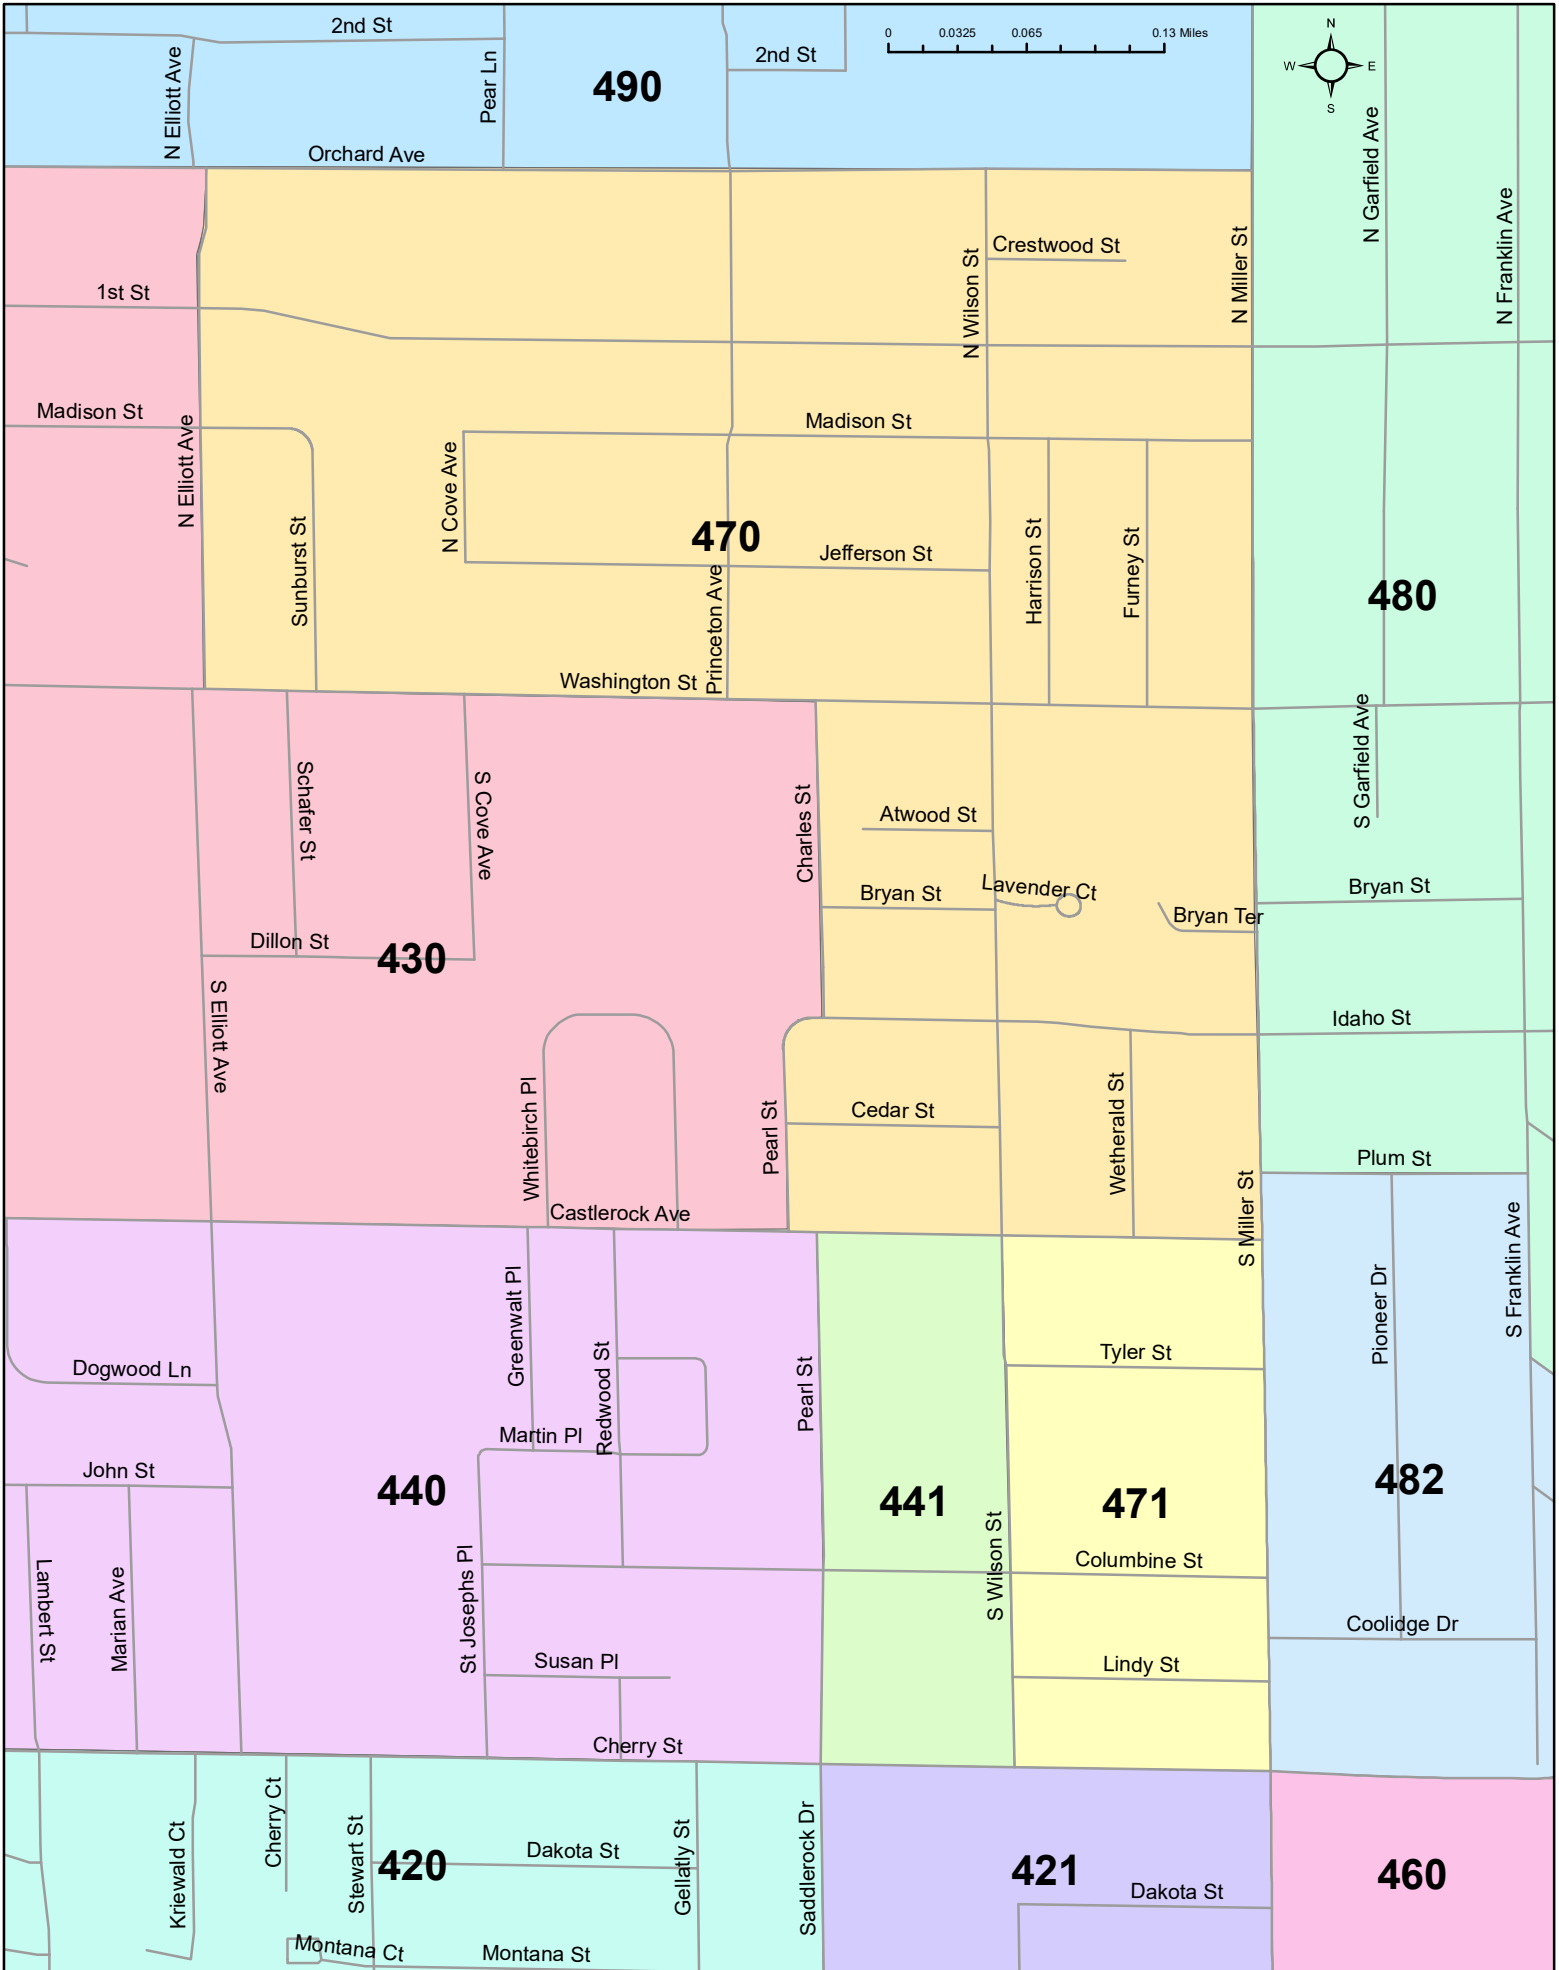 2nd St
0 0.0325 0.065 0.13 Miles
N
W E
S
2nd St
N Elliott Ave
Pear Ln
490
Orchard Ave
N Garfield Ave
N Franklin Ave
N Miller St
Crestwood St
N Wilson St
1st St
Madison St
N Elliott Ave
Madison St
N Cove Ave
Sunburst St
470
Jefferson St
Harrison St
Furney St
480
Princeton Ave
Washington St
S Garfield Ave
Schafer St
S Cove Ave
Charles St
Atwood St
Bryan St
Lavender Ct
Bryan Ter
Bryan St
Dillon St
430
S Elliott Ave
Idaho St
Whitebirch Pl
Pearl St
Cedar St
Wetherald St
Plum St
S Miller St
Castlerock Ave
Greenwalt Pl
Redwood St
Pearl St
Pioneer Dr
S Franklin Ave
Dogwood Ln
Tyler St
Martin Pl
John St
440
441
471
482
S Wilson St
Columbine St
Lambert St
Marian Ave
St Josephs Pl
Coolidge Dr
Susan Pl
Lindy St
Cherry St
Kriewald Ct
Cherry Ct
Stewart St
420
Dakota St
Gellatly St
Saddlerock Dr
421
460
Dakota St
Montana Ct
Montana St